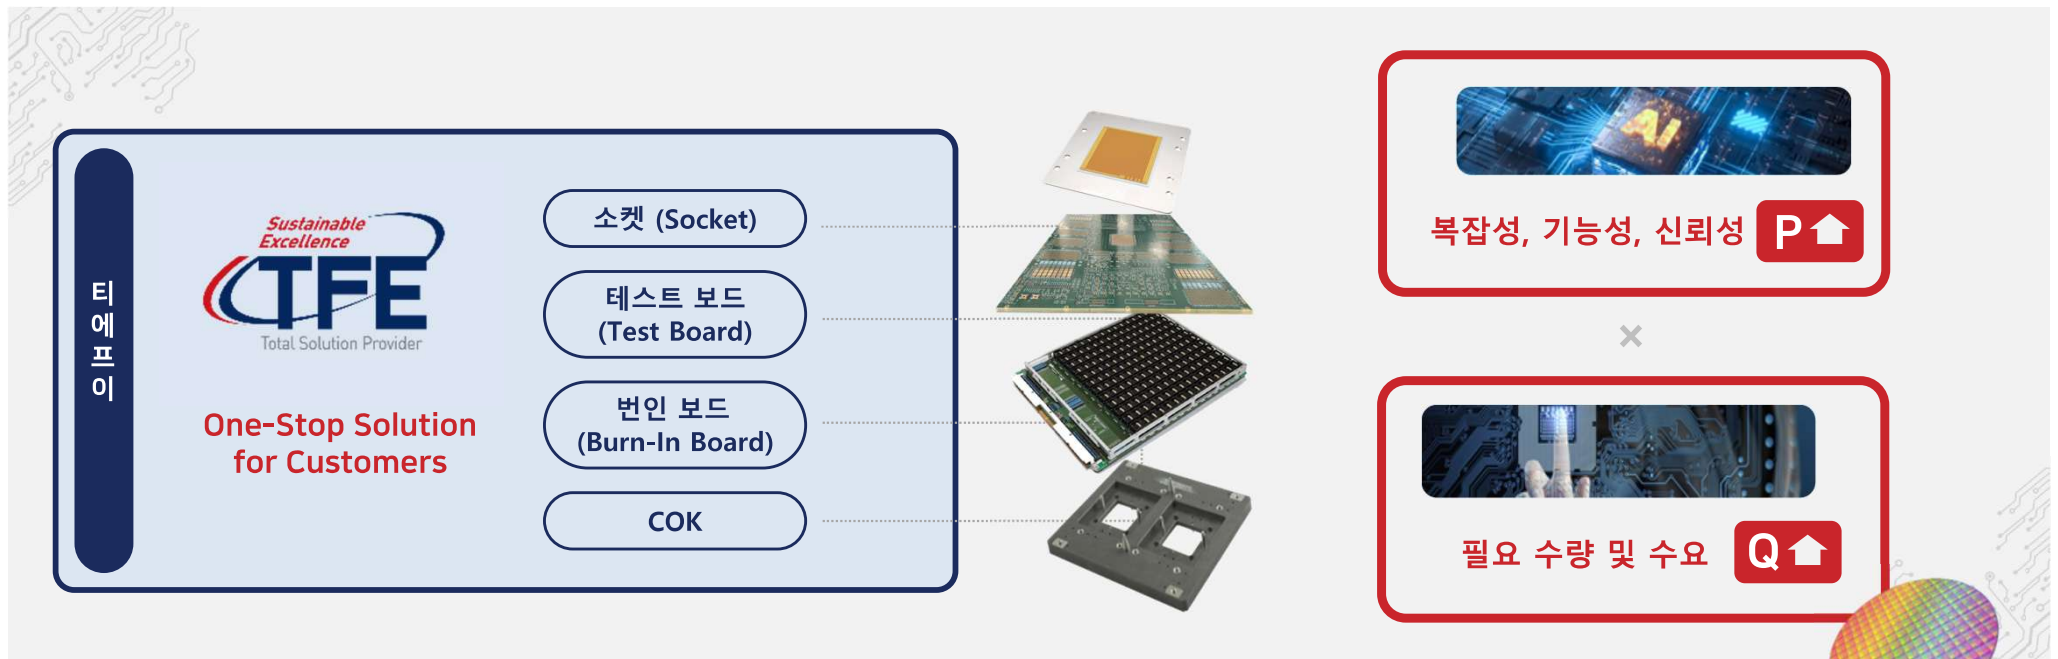 티에프이
Sustainable
Excellence
TFE
Total Solution Provider
One-Stop Solution
for Customers
소켓 (Socket)
테스트 보드
(Test Board)
번인 보드
(Burn-In Board)
COK
AI
복잡성, 기능성, 신뢰성 P
×
필요 수량 및 수요 Q